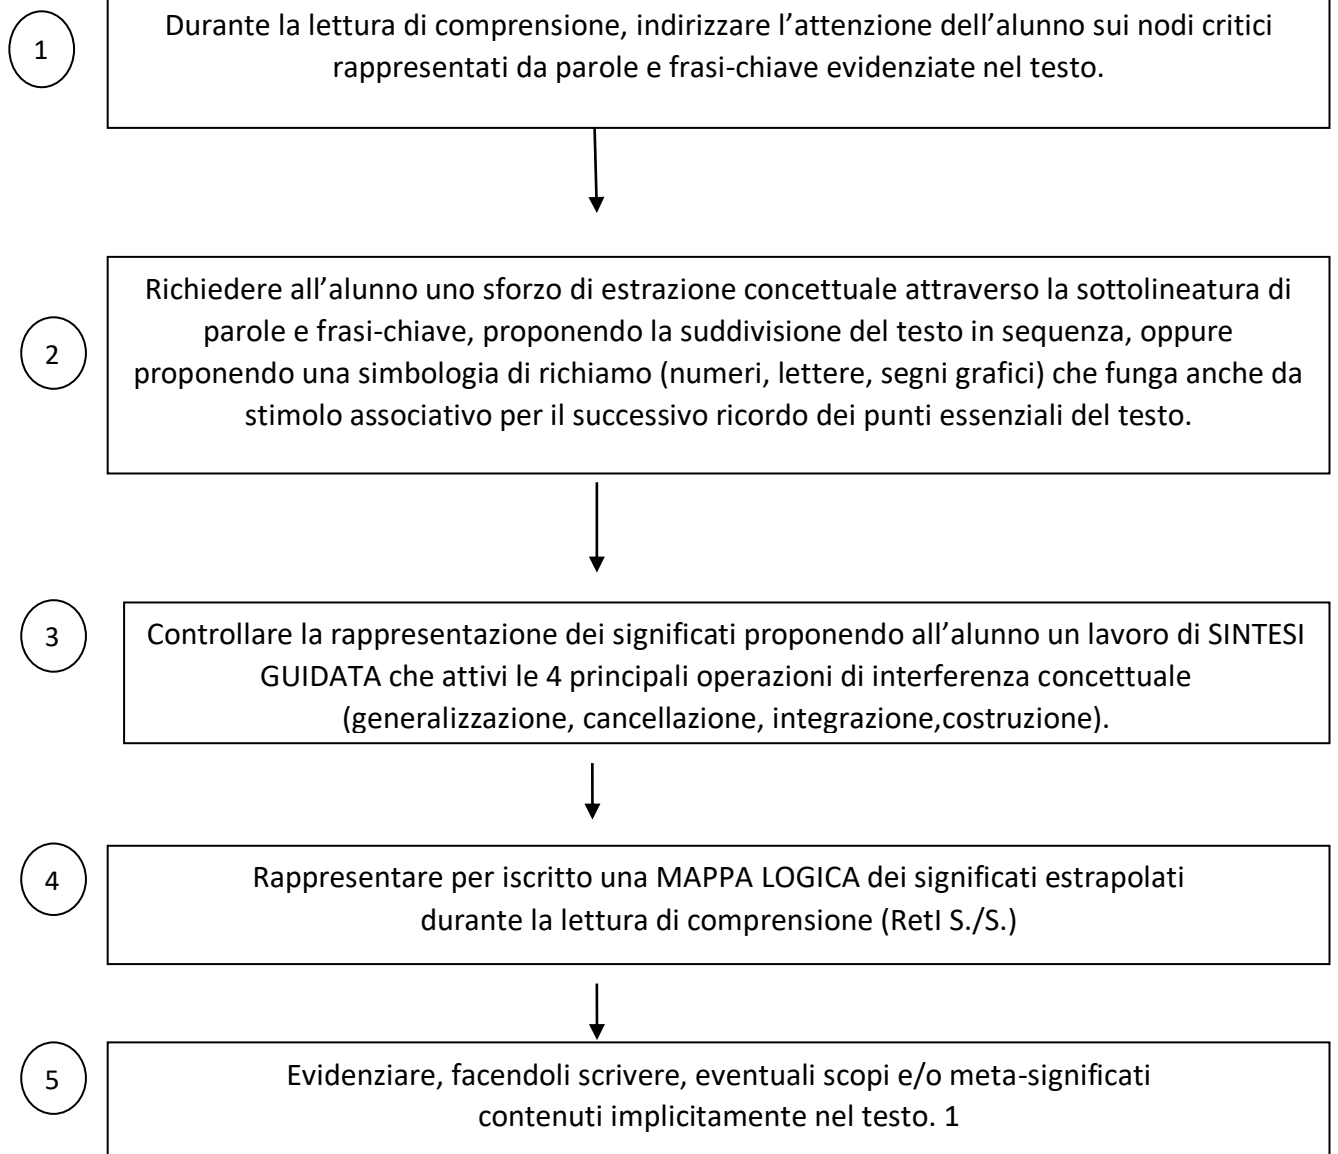 1
Durante la lettura di comprensione, indirizzare l’attenzione dell’alunno sui nodi critici
rappresentati da parole e frasi-chiave evidenziate nel testo.
2
Richiedere all’alunno uno sforzo di estrazione concettuale attraverso la sottolineatura di
parole e frasi-chiave, proponendo la suddivisione del testo in sequenza, oppure
proponendo una simbologia di richiamo (numeri, lettere, segni grafici) che funga anche da
stimolo associativo per il successivo ricordo dei punti essenziali del testo.
3
Controllare la rappresentazione dei significati proponendo all’alunno un lavoro di SINTESI
GUIDATA che attivi le 4 principali operazioni di interferenza concettuale
(generalizzazione, cancellazione, integrazione,costruzione).
4
Rappresentare per iscritto una MAPPA LOGICA dei significati estrapolati
durante la lettura di comprensione (RetI S./S.)
5
Evidenziare, facendoli scrivere, eventuali scopi e/o meta-significati
contenuti implicitamente nel testo. 1